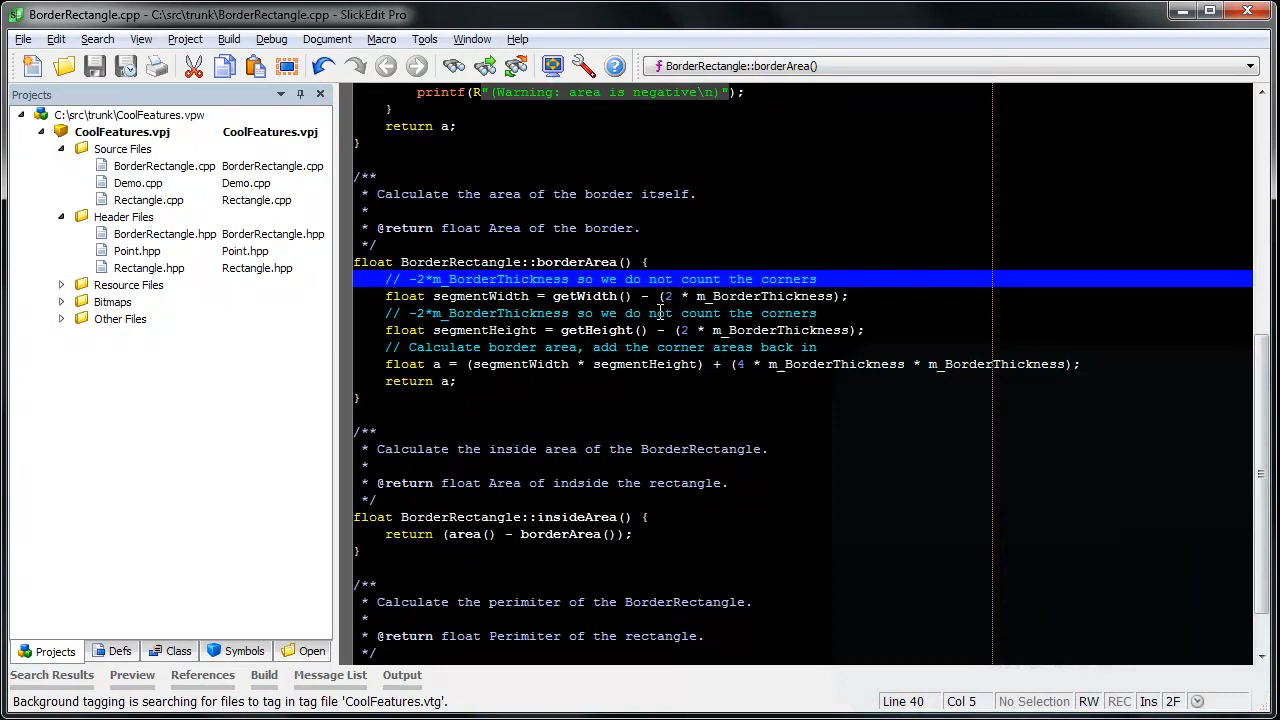 BorderRectangle.cpp - C:\src\trunk\BorderRectangle.cpp - SlickEdit Pro
File Edit Search View Project Build Debug Document Macro Tools Window Help
BorderRectangle::borderArea()
Projects
C:\src\trunk\CoolFeatures.vpw
CoolFeatures.vpj CoolFeatures.vpj
Source Files
BorderRectangle.cpp BorderRectangle.cpp
Demo.cpp Demo.cpp
Rectangle.cpp Rectangle.cpp
Header Files
BorderRectangle.hpp BorderRectangle.hpp
Point.hpp Point.hpp
Rectangle.hpp Rectangle.hpp
Resource Files
Bitmaps
Other Files
printf(R"(Warning: area is negative\n)");
}
return a;
}
/**
* Calculate the area of the border itself.
*
* @return float Area of the border.
*/
float BorderRectangle::borderArea() {
// -2*m_BorderThickness so we do not count the corners
float segmentWidth = getWidth() - (2 * m_BorderThickness);
// -2*m_BorderThickness so we do not count the corners
float segmentHeight = getHeight() - (2 * m_BorderThickness);
// Calculate border area, add the corner areas back in
float a = (segmentWidth * segmentHeight) + (4 * m_BorderThickness * m_BorderThickness);
return a;
}
/**
* Calculate the inside area of the BorderRectangle.
*
* @return float Area of indside the rectangle.
*/
float BorderRectangle::insideArea() {
return (area() - borderArea());
}
/**
* Calculate the perimiter of the BorderRectangle.
*
* @return float Perimiter of the rectangle.
*/
Projects Defs Class Symbols Open
Search Results Preview References Build Message List Output
Background tagging is searching for files to tag in tag file 'CoolFeatures.vtg'. Line 40 Col 5 No Selection RW REC Ins 2F